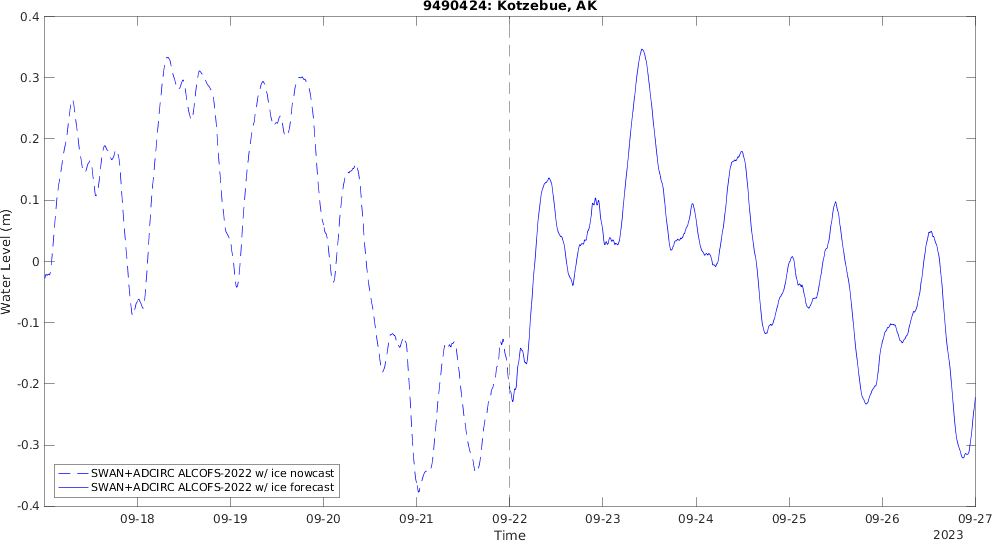 9490424: Kotzebue, AK
0.4
0.3
0.2
0.1
0
-0.1
-0.2
-0.3
-0.4
Water Level (m)
SWAN+ADCIRC ALCOFS-2022 w/ ice nowcast
SWAN+ADCIRC ALCOFS-2022 w/ ice forecast
09-18 09-19 09-20 09-21 09-22 09-23 09-24 09-25 09-26 09-27
Time
2023